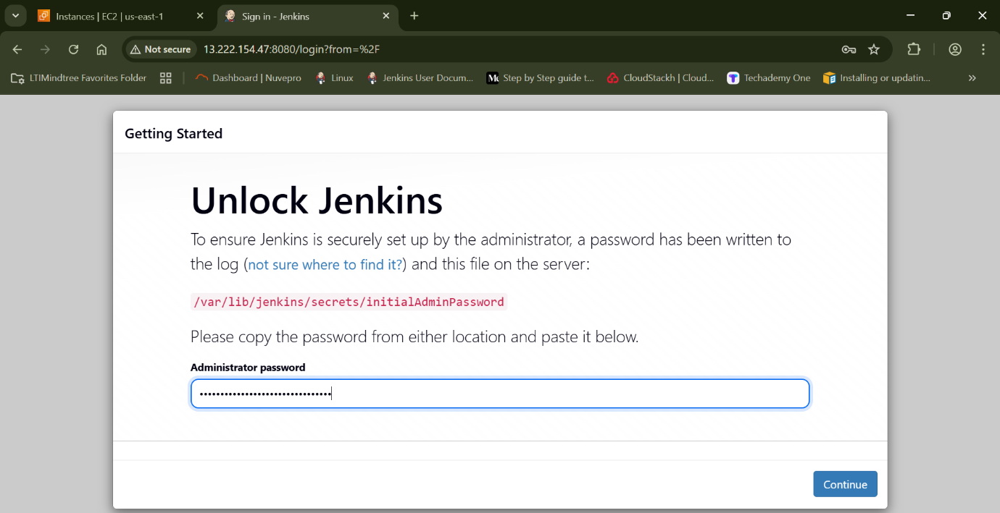 Instances | EC2 | us-east-1
Sign in - Jenkins
Not secure
13.222.154.47:8080/login?from=%2F
LTIMindtree Favorites Folder
Dashboard | Nuvepro
Linux
Jenkins User Docum...
Step by Step guide t...
CloudStackh | Cloud...
Techademy One
Installing or updatin...
Getting Started
Unlock Jenkins
To ensure Jenkins is securely set up by the administrator, a password has been written to
the log (not sure where to find it?) and this file on the server:
/var/lib/jenkins/secrets/initialAdminPassword
Please copy the password from either location and paste it below.
Administrator password
Continue